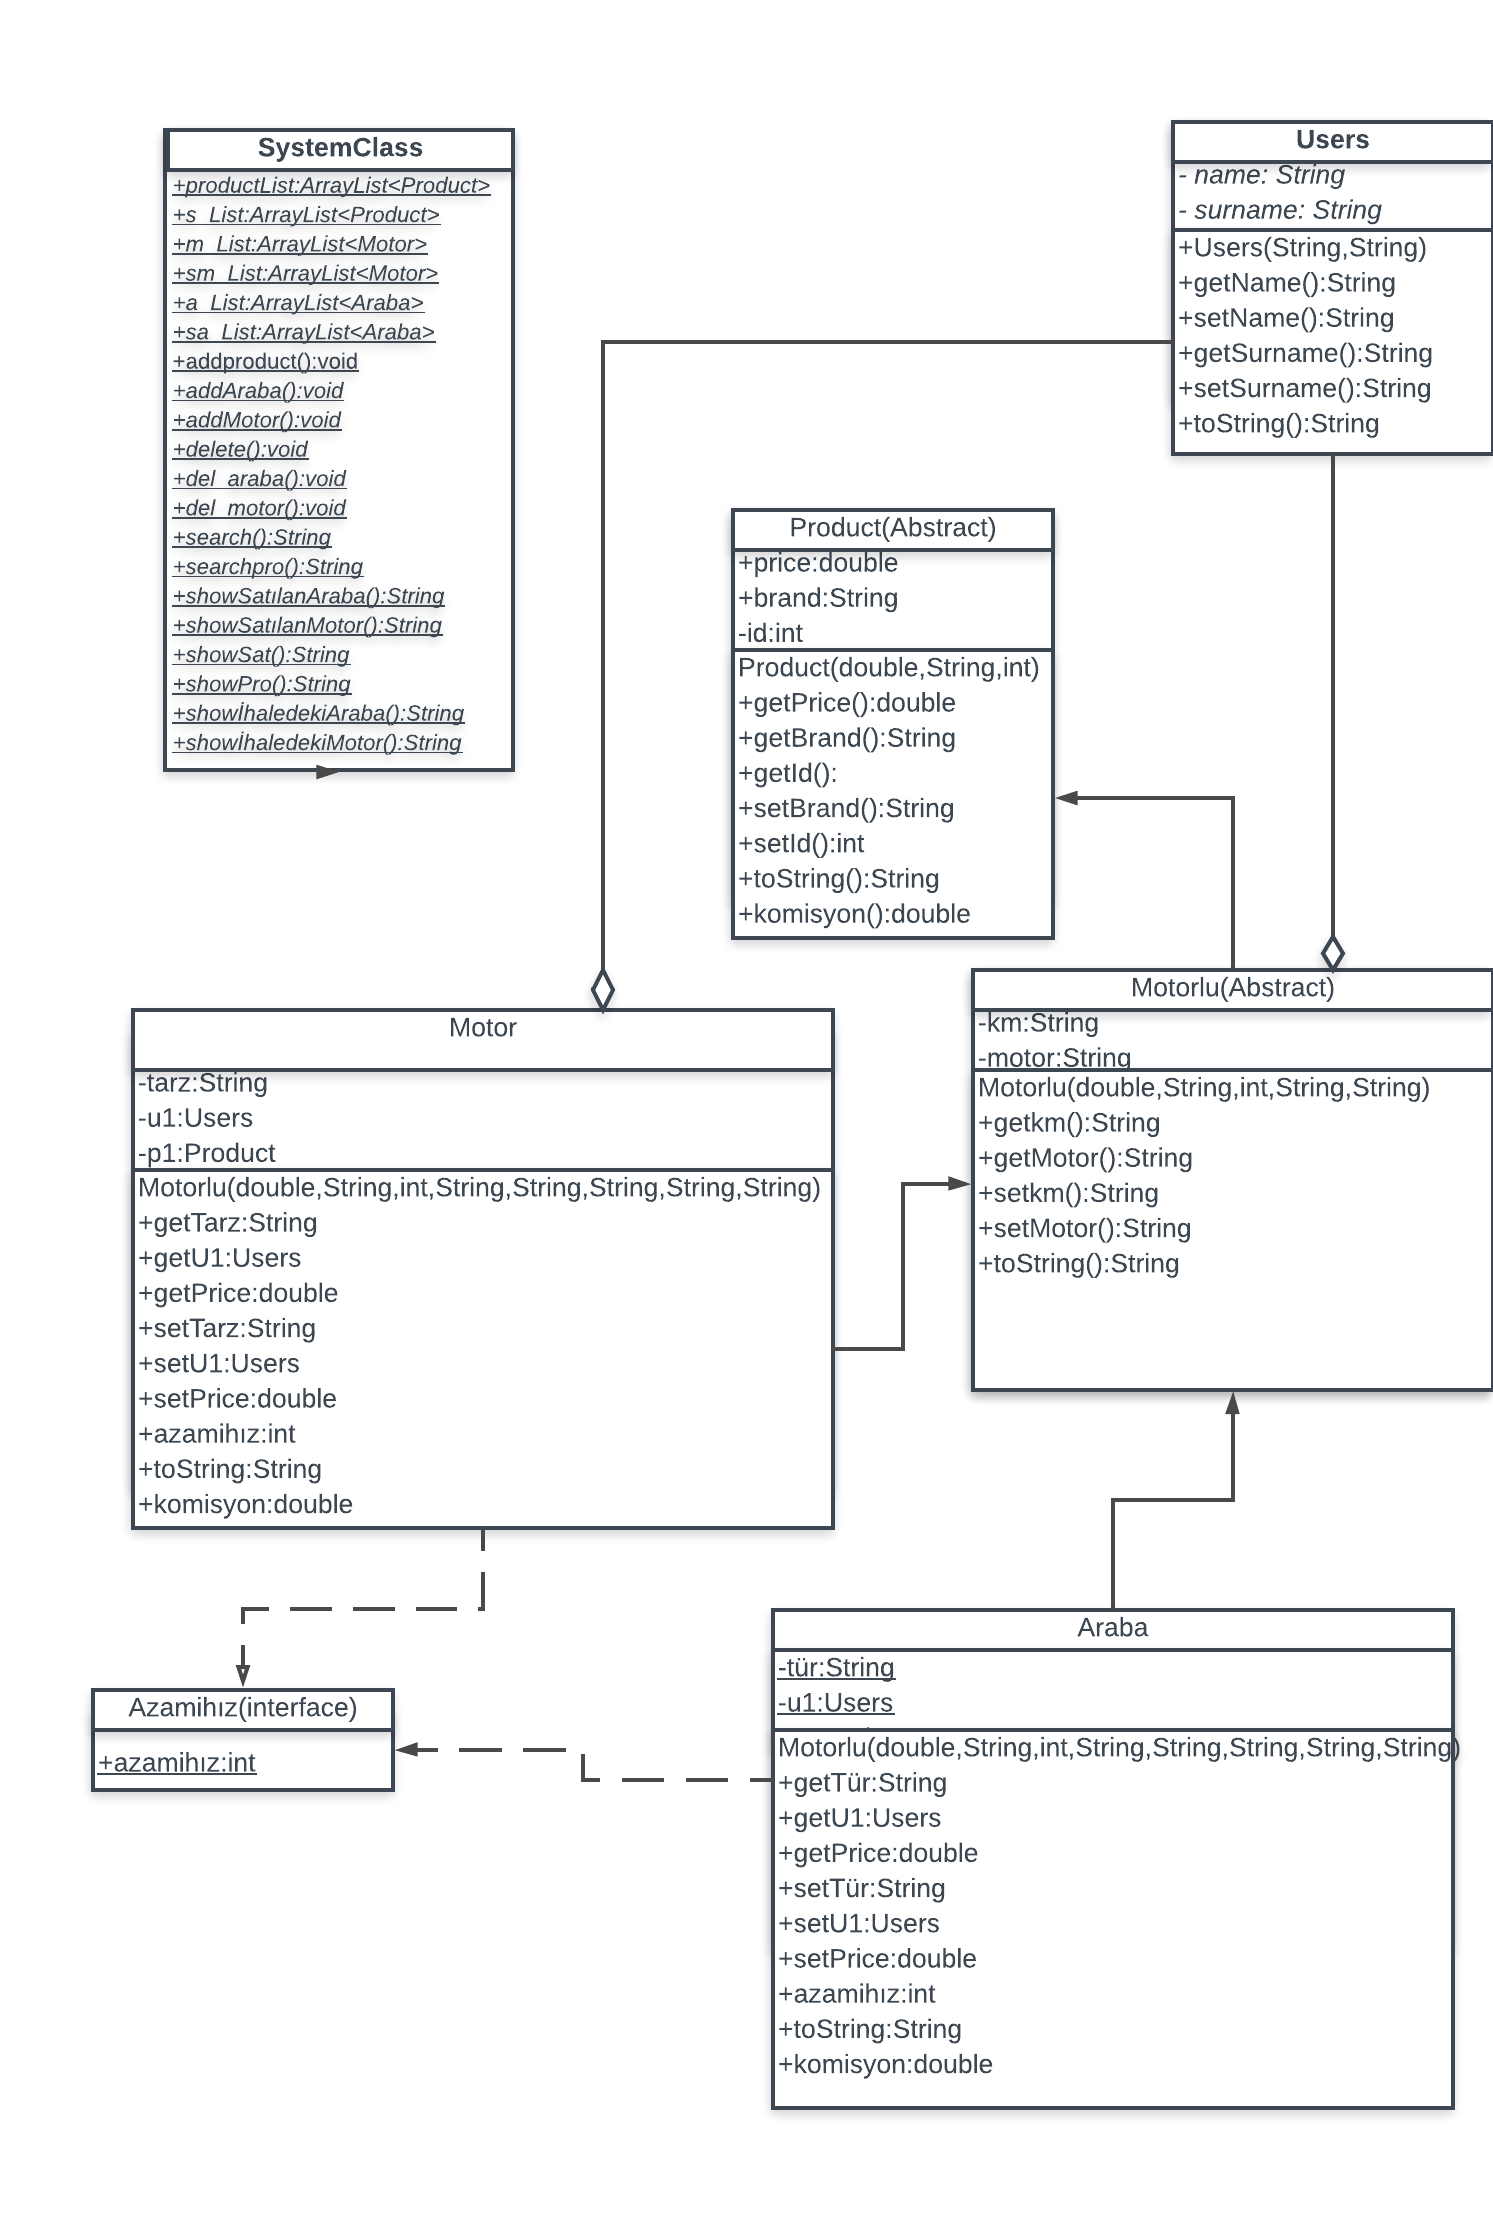 SystemClass
+productList:ArrayList<Product>
+s_List:ArrayList<Product>
+m_List:ArrayList<Motor>
+sm_List:ArrayList<Motor>
+a_List:ArrayList<Araba>
+sa_List:ArrayList<Araba>
+addproduct():void
+addAraba():void
+addMotor():void
+delete():void
+del_araba():void
+del_motor():void
+search():String
+searchpro():String
+showSatılanAraba():String
+showSatılanMotor():String
+showSat():String
+showPro():String
+showİhaledekiAraba():String
+showİhaledekiMotor():String
Users
- name: String
- surname: String
+Users(String,String)
+getName():String
+setName():String
+getSurname():String
+setSurname():String
+toString():String
Product(Abstract)
+price:double
+brand:String
-id:int
Product(double,String,int)
+getPrice():double
+getBrand():String
+getId():
+setBrand():String
+setId():int
+toString():String
+komisyon():double
Motorlu(Abstract)
-km:String
-motor:String
Motorlu(double,String,int,String,String)
+getkm():String
+getMotor():String
+setkm():String
+setMotor():String
+toString():String
Motor
-tarz:String
-u1:Users
-p1:Product
Motorlu(double,String,int,String,String,String,String,String)
+getTarz:String
+getU1:Users
+getPrice:double
+setTarz:String
+setU1:Users
+setPrice:double
+azamihız:int
+toString:String
+komisyon:double
Azamihız(interface)
+azamihız:int
Araba
-tür:String
-u1:Users
Motorlu(double,String,int,String,String,String,String,String)
+getTür:String
+getU1:Users
+getPrice:double
+setTür:String
+setU1:Users
+setPrice:double
+azamihız:int
+toString:String
+komisyon:double